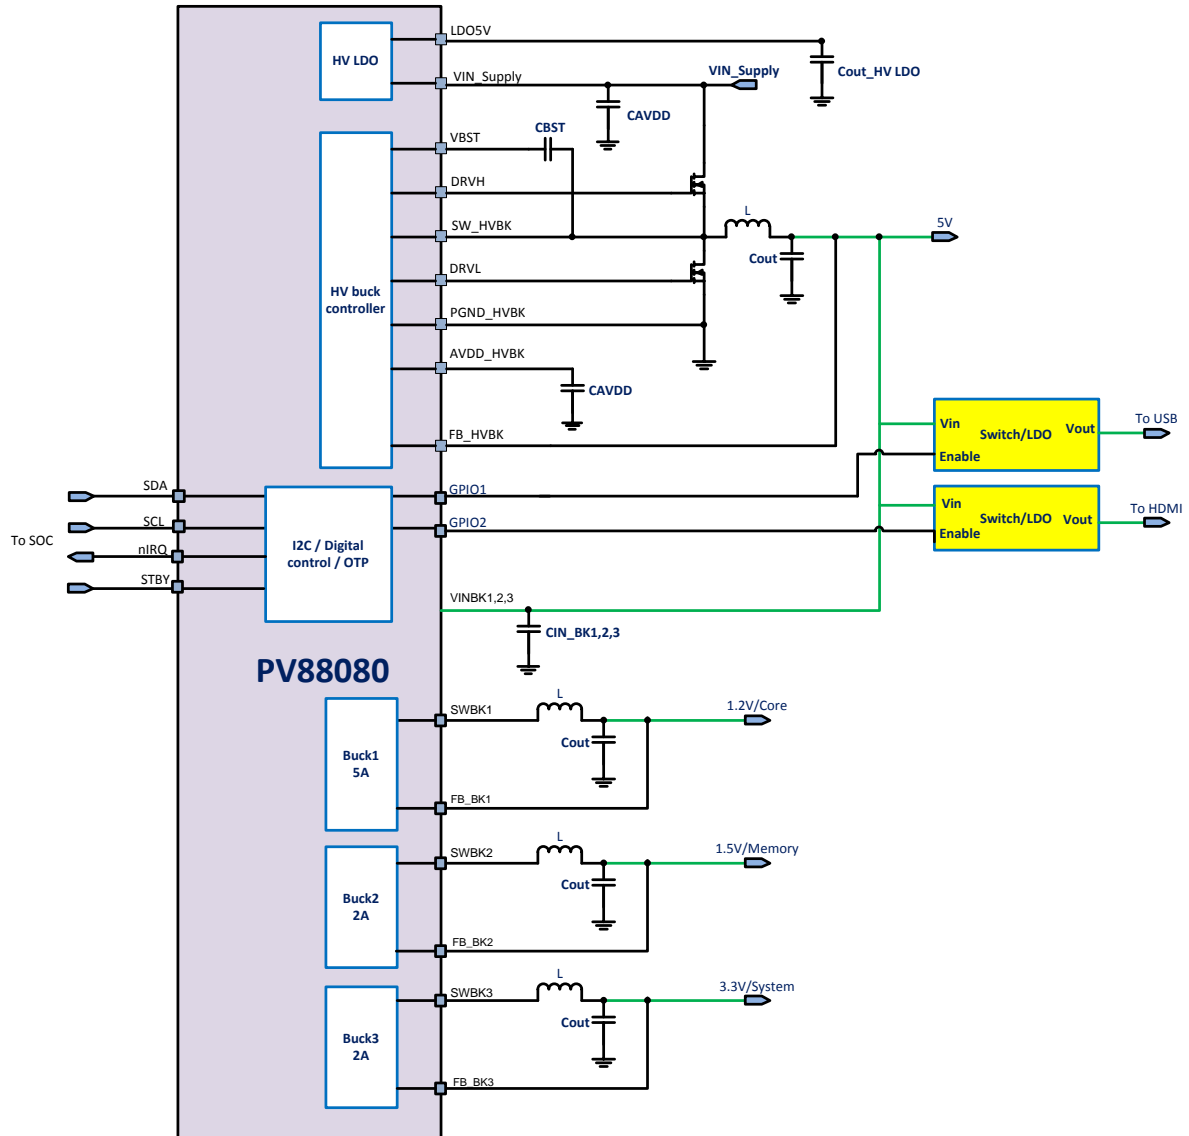 LDO5V
HV LDO
VIN_Supply
VIN_Supply
Cout_HV LDO
CAVDD
VBST
CBST
DRVH
SW_HVBK
L
5V
Cout
DRVL
HV buck
controller
PGND_HVBK
AVDD_HVBK
CAVDD
FB_HVBK
Vin
Switch/LDO
Vout
Enable
To USB
SDA
GPIO1
SCL
GPIO2
Vin
Switch/LDO
Vout
Enable
To HDMI
To SOC
nIRQ
I2C / Digital
control / OTP
STBY
VINBK1,2,3
CIN_BK1,2,3
PV88080
SWBK1
L
1.2V/Core
Cout
Buck1
5A
FB_BK1
SWBK2
L
1.5V/Memory
Cout
Buck2
2A
FB_BK2
SWBK3
L
3.3V/System
Cout
Buck3
2A
FB_BK3